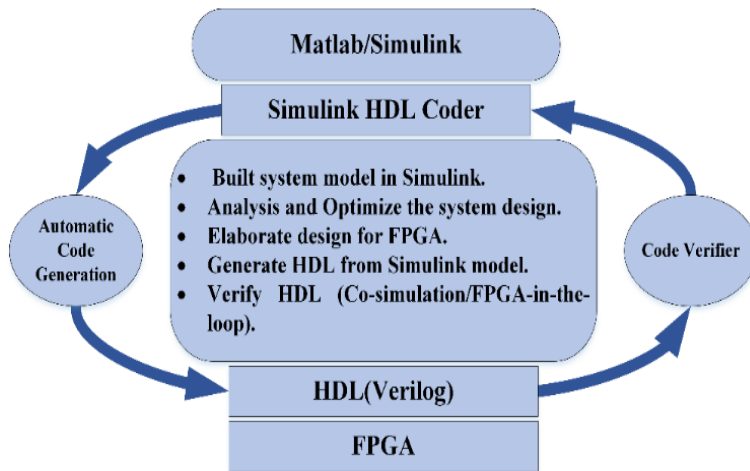 Matlab/Simulink
Simulink HDL Coder
• Built system model in Simulink.
• Analysis and Optimize the system design.
• Elaborate design for FPGA.
• Generate HDL from Simulink model.
• Verify HDL (Co-simulation/FPGA-in-the-
loop).
Automatic
Code
Generation
Code Verifier
HDL(Verilog)
FPGA